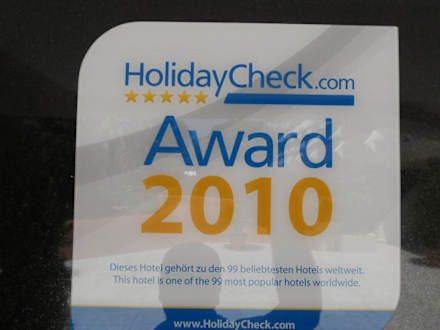 HolidayCheck.com
Award
2010
Dieses Hotel gehört zu den 99 beliebtesten Hotels weltweit.
This hotel is one of the 99 most popular hotels worldwide.
www.HolidayCheck.com